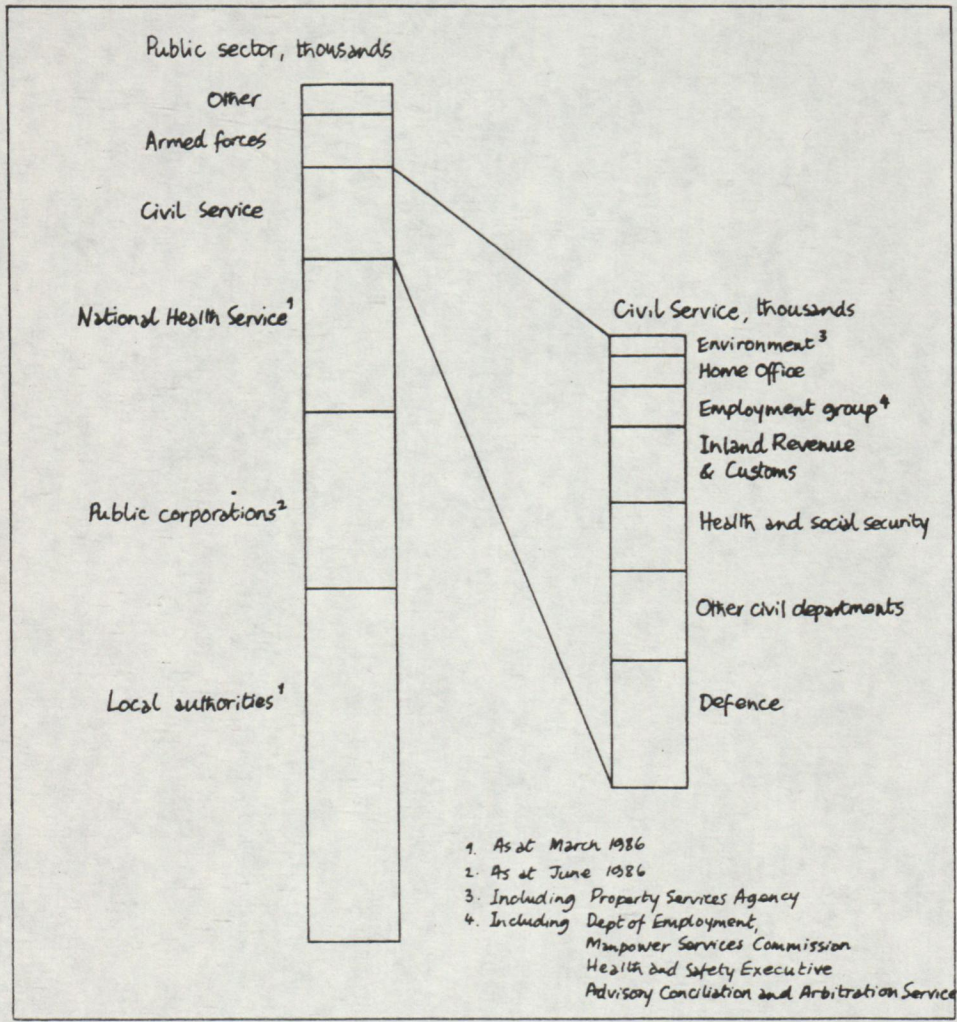 Public sector, thousands
Other
Armed forces
Civil Service
National Health Service¹
Public corporations²
Local authorities¹
Civil Service, thousands
Environment³
Home Office
Employment group⁴
Inland Revenue
& Customs
Health and social security
Other civil departments
Defence
1. As at March 1986
2. As at June 1986
3. Including Property Services Agency
4. Including Dept of Employment,
Manpower Services Commission
Health and Safety Executive
Advisory Conciliation and Arbitration Service